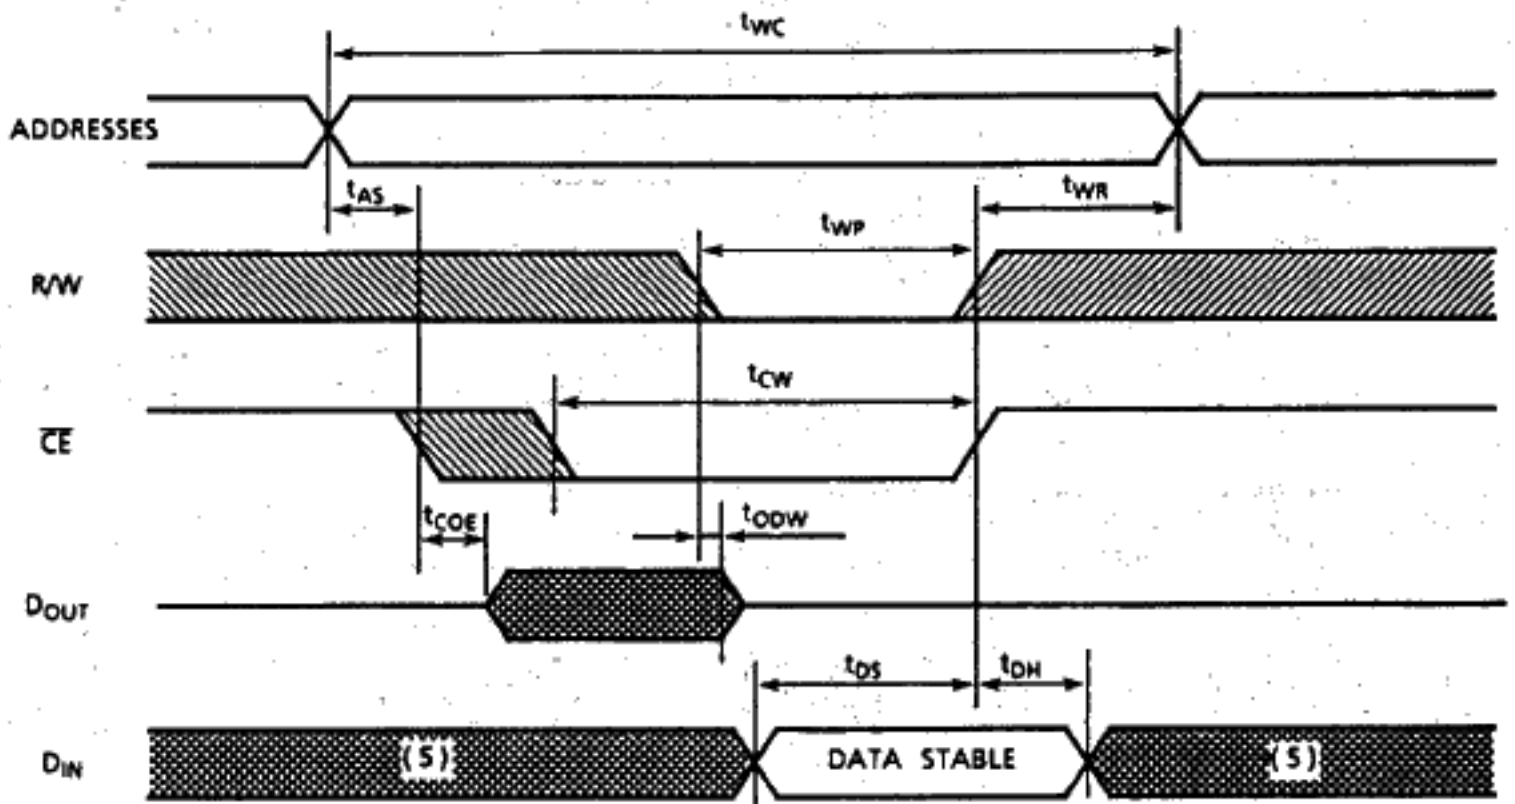 tWC
ADDRESSES
tAS
tWR
tWP
R/W
tCW
CE
tCOE
tODW
DOUT
tDS
tDH
DIN
(5)
DATA STABLE
(5)